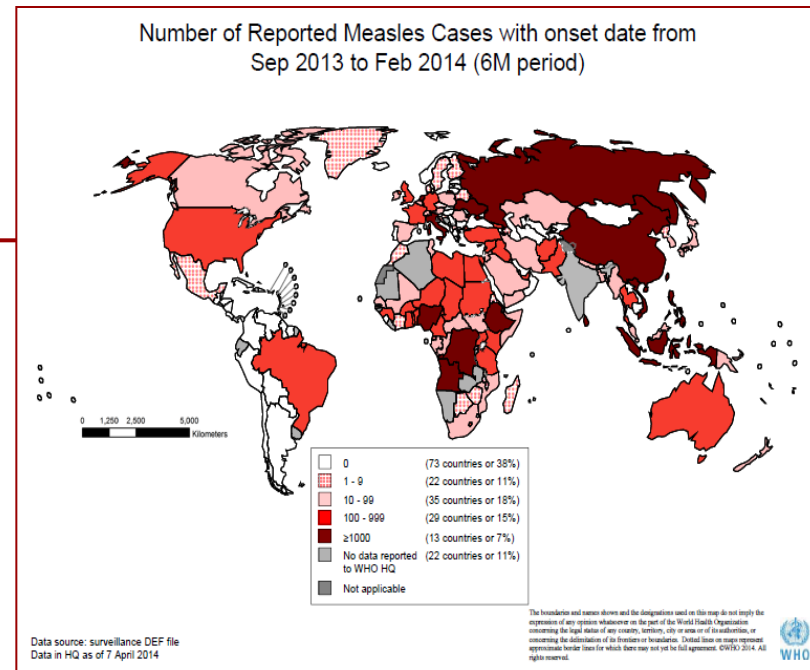 Number of Reported Measles Cases with onset date from
Sep 2013 to Feb 2014 (6M period)
0 1,250 2,500 5,000
Kilometers
0 (73 countries or 38%)
1 - 9 (22 countries or 11%)
10 - 99 (35 countries or 18%)
100 - 999 (29 countries or 15%)
≥1000 (13 countries or 7%)
No data reported (22 countries or 11%)
to WHO HQ
Not applicable
Data source: surveillance DEF file
Data in HQ as of 7 April 2014
The boundaries and names shown and the designations used on this map do not imply the
expression of any opinion whatsoever on the part of the World Health Organization
concerning the legal status of any country, territory, city or area or of its authorities, or
concerning the delimitation of its frontiers or boundaries. Dotted lines on maps represent
approximate border lines for which there may not yet be full agreement. ©WHO 2014. All
rights reserved.
WHO